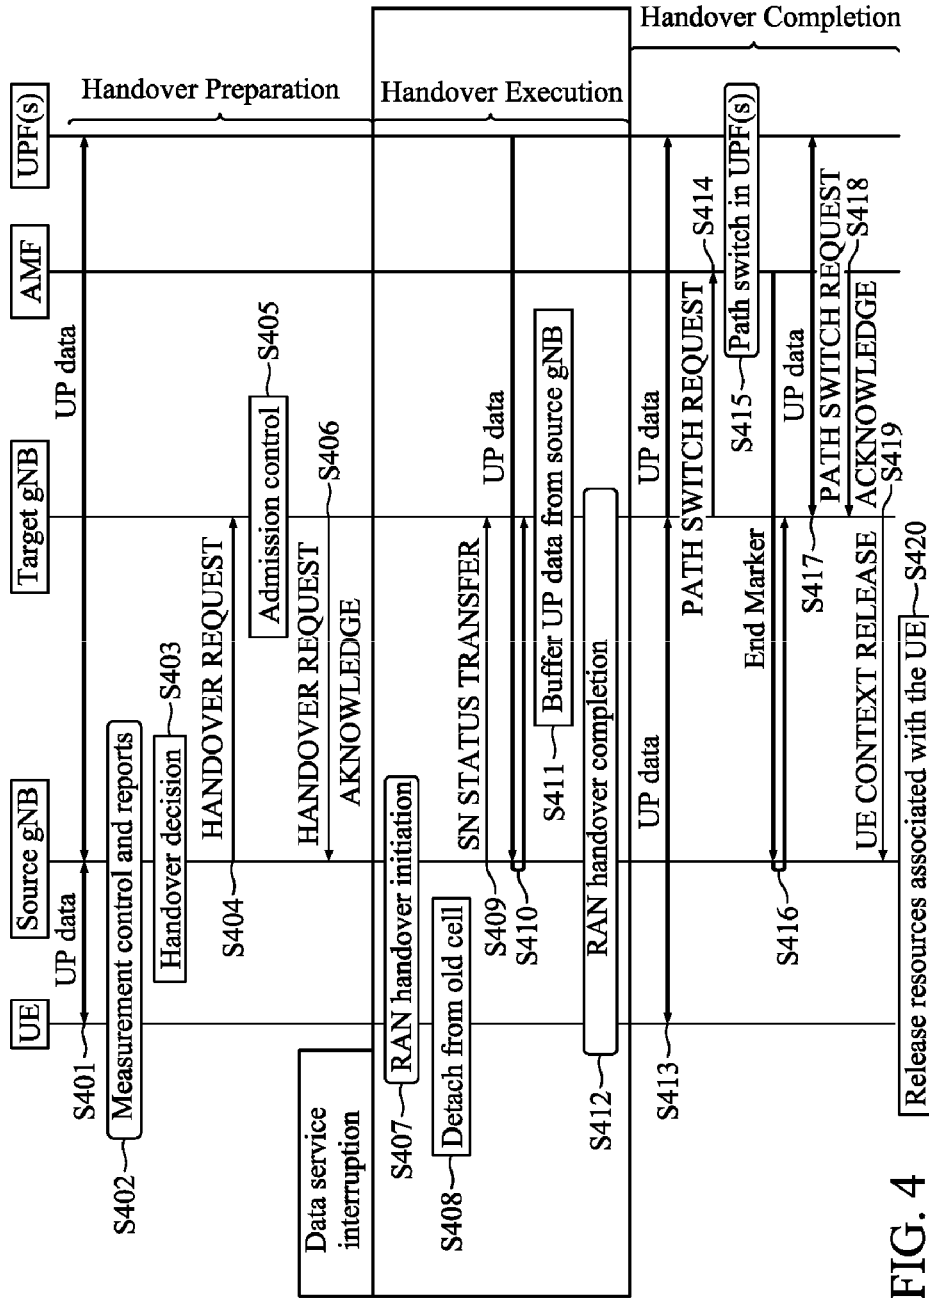 UE
Source gNB
Target gNB
AMF
UPF(s)
UP data
UP data
S401
Handover Preparation
S402
Measurement control and reports
Handover decision
S403
HANDOVER REQUEST
S404
Admission control
S405
HANDOVER REQUEST
AKNOWLEDGE
S406
Data service
interruption
Handover Execution
S407
RAN handover initiation
S408
Detach from old cell
SN STATUS TRANSFER
S409
UP data
S410
S411
Buffer UP data from source gNB
S412
RAN handover completion
Handover Completion
S413
UP data
UP data
PATH SWITCH REQUEST
S414
S415
Path switch in UPF(s)
End Marker
S416
UP data
S417
PATH SWITCH REQUEST
ACKNOWLEDGE
S418
UE CONTEXT RELEASE
S419
Release resources associated with the UE
S420
FIG. 4